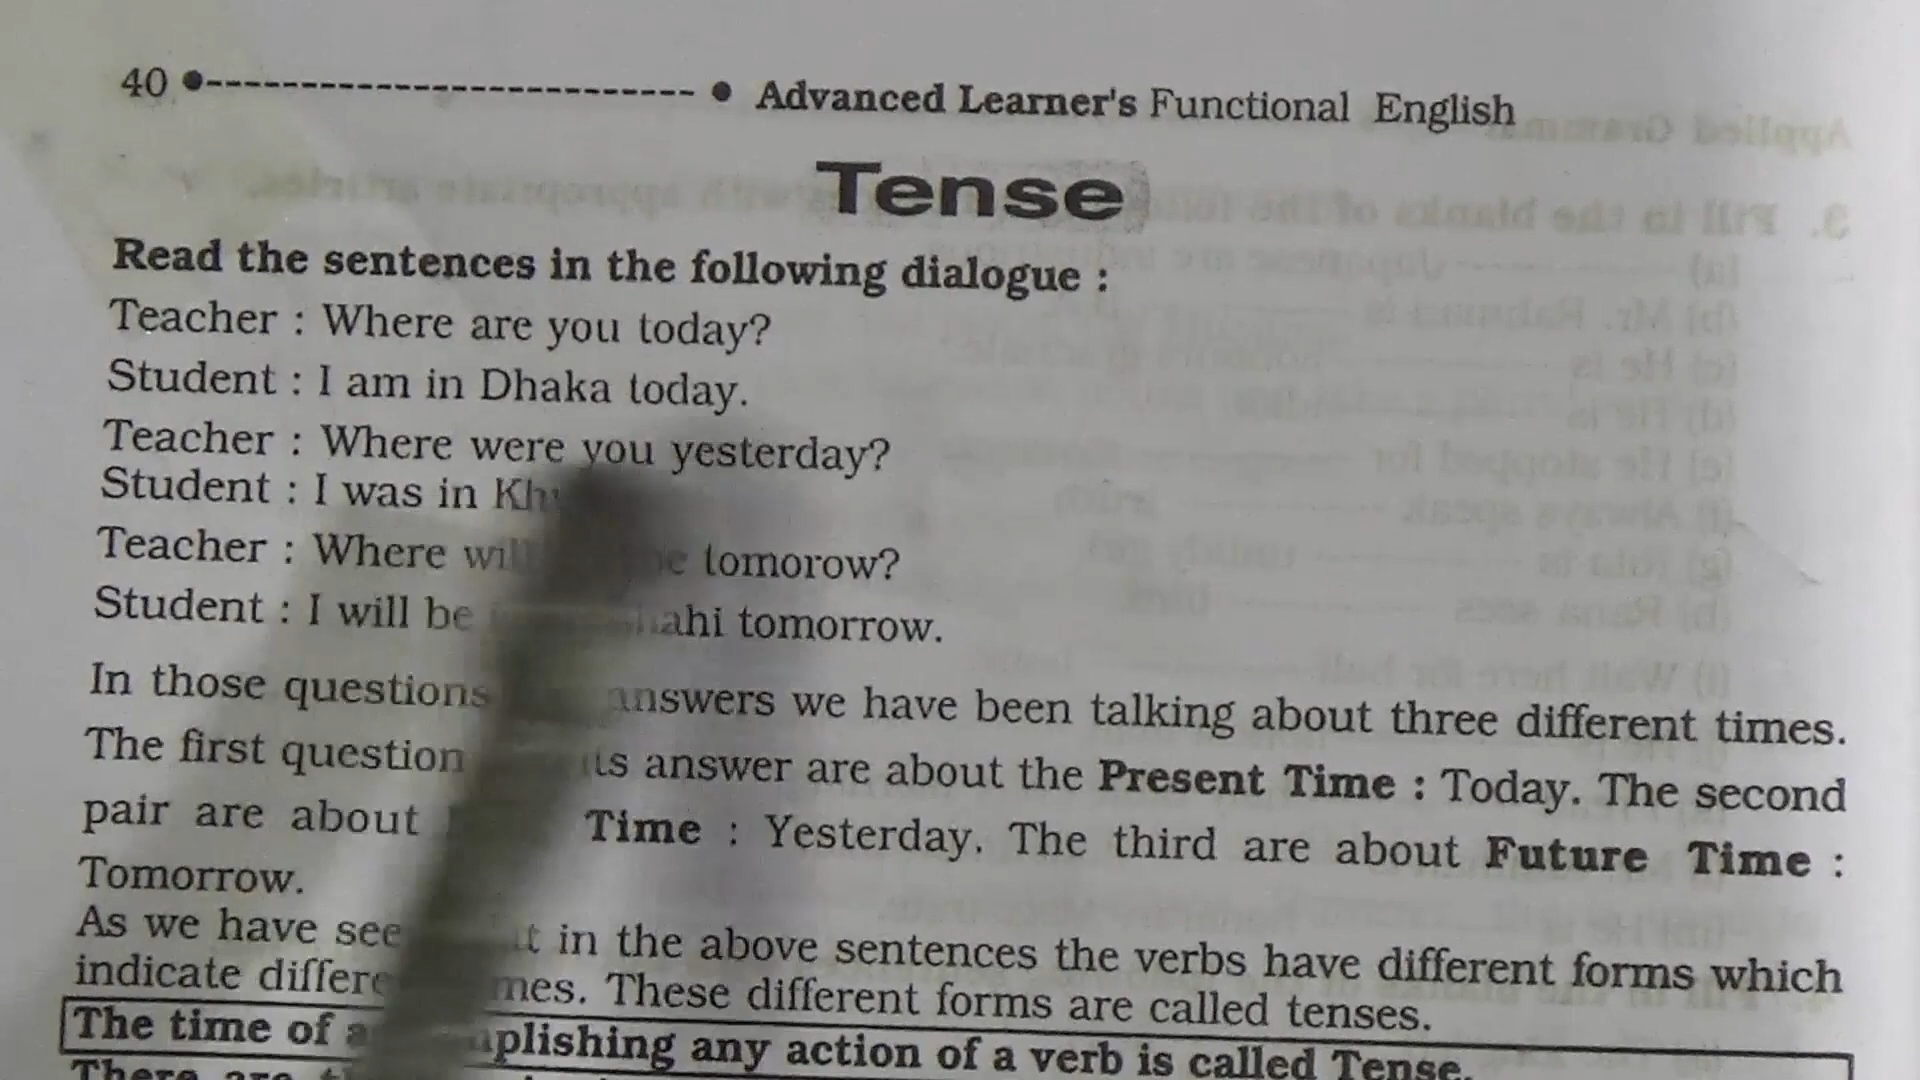 40 ● ------------------------- ● Advanced Learner's Functional English
Tense
Read the sentences in the following dialogue :
Teacher : Where are you today?
Student : I am in Dhaka today.
Teacher : Where were you yesterday?
Student : I was in
Teacher : Where tomorow?
Student : I will be tomorrow.
In those questions answers we have been talking about three different times.
The first question its answer are about the Present Time : Today. The second
pair are about Time : Yesterday. The third are about Future Time :
Tomorrow.
As we have in the above sentences the verbs have different forms which
indicate These different forms are called tenses.
The time of any action of a verb is called Tense.
There are